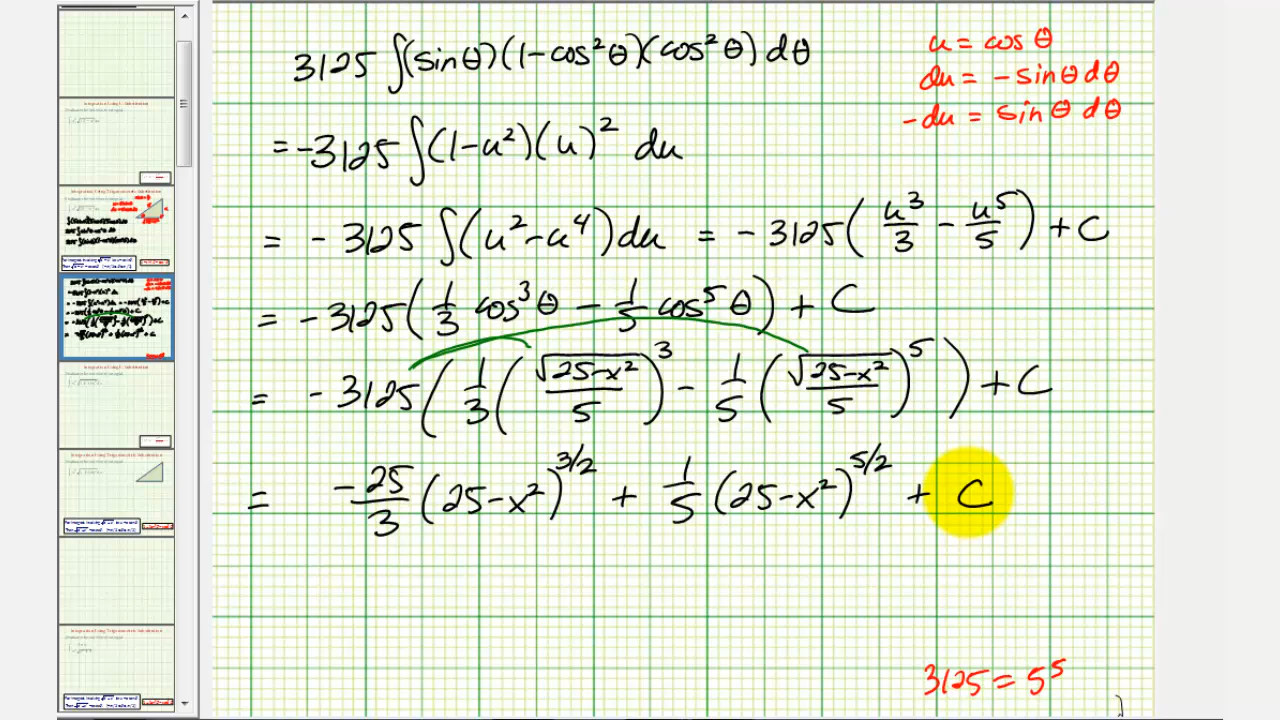 3125 ∫(sinθ)(1-cos²θ)(cos²θ)dθ
u = cosθ
du = -sinθ dθ
-du = sinθ dθ
= -3125 ∫(1-u²)(u)² du
= -3125 ∫(u²-u⁴)du = -3125(u³/3 - u⁵/5) + C
= -3125(1/3 cos³θ - 1/5 cos⁵θ) + C
= -3125(1/3(√(25-x²)/5)³ - 1/5(√(25-x²)/5)⁵) + C
= -25/3 (25-x²)^(3/2) + 1/5 (25-x²)^(5/2) + C
3125 = 5⁵